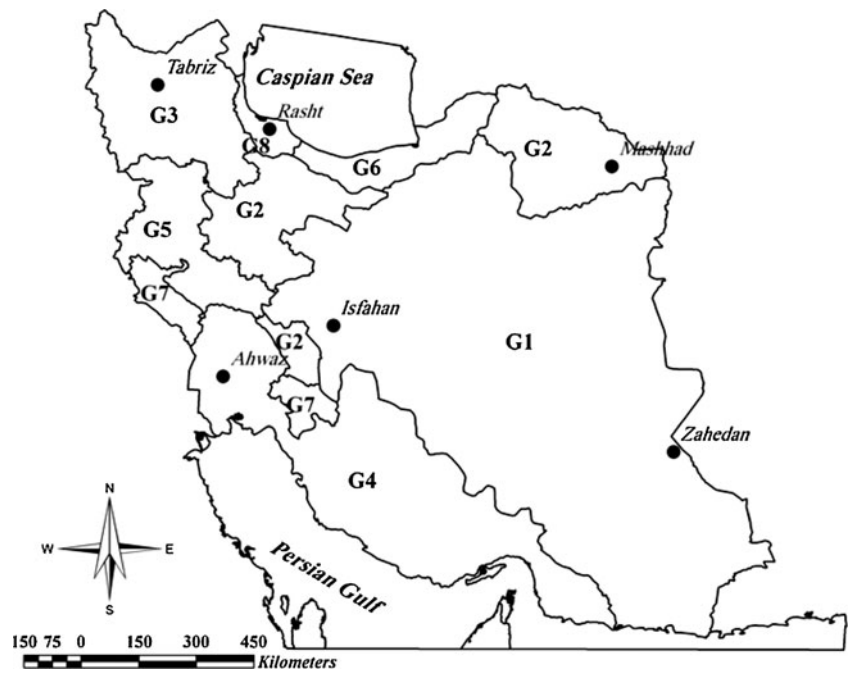 Tabriz
Caspian Sea
G3
Rasht
G8
G6
G2
Mashhad
G2
G5
G7
Isfahan
G2
G1
Ahwaz
G7
Zahedan
G4
N
W E
S
Persian Gulf
150 75 0 150 300 450
Kilometers